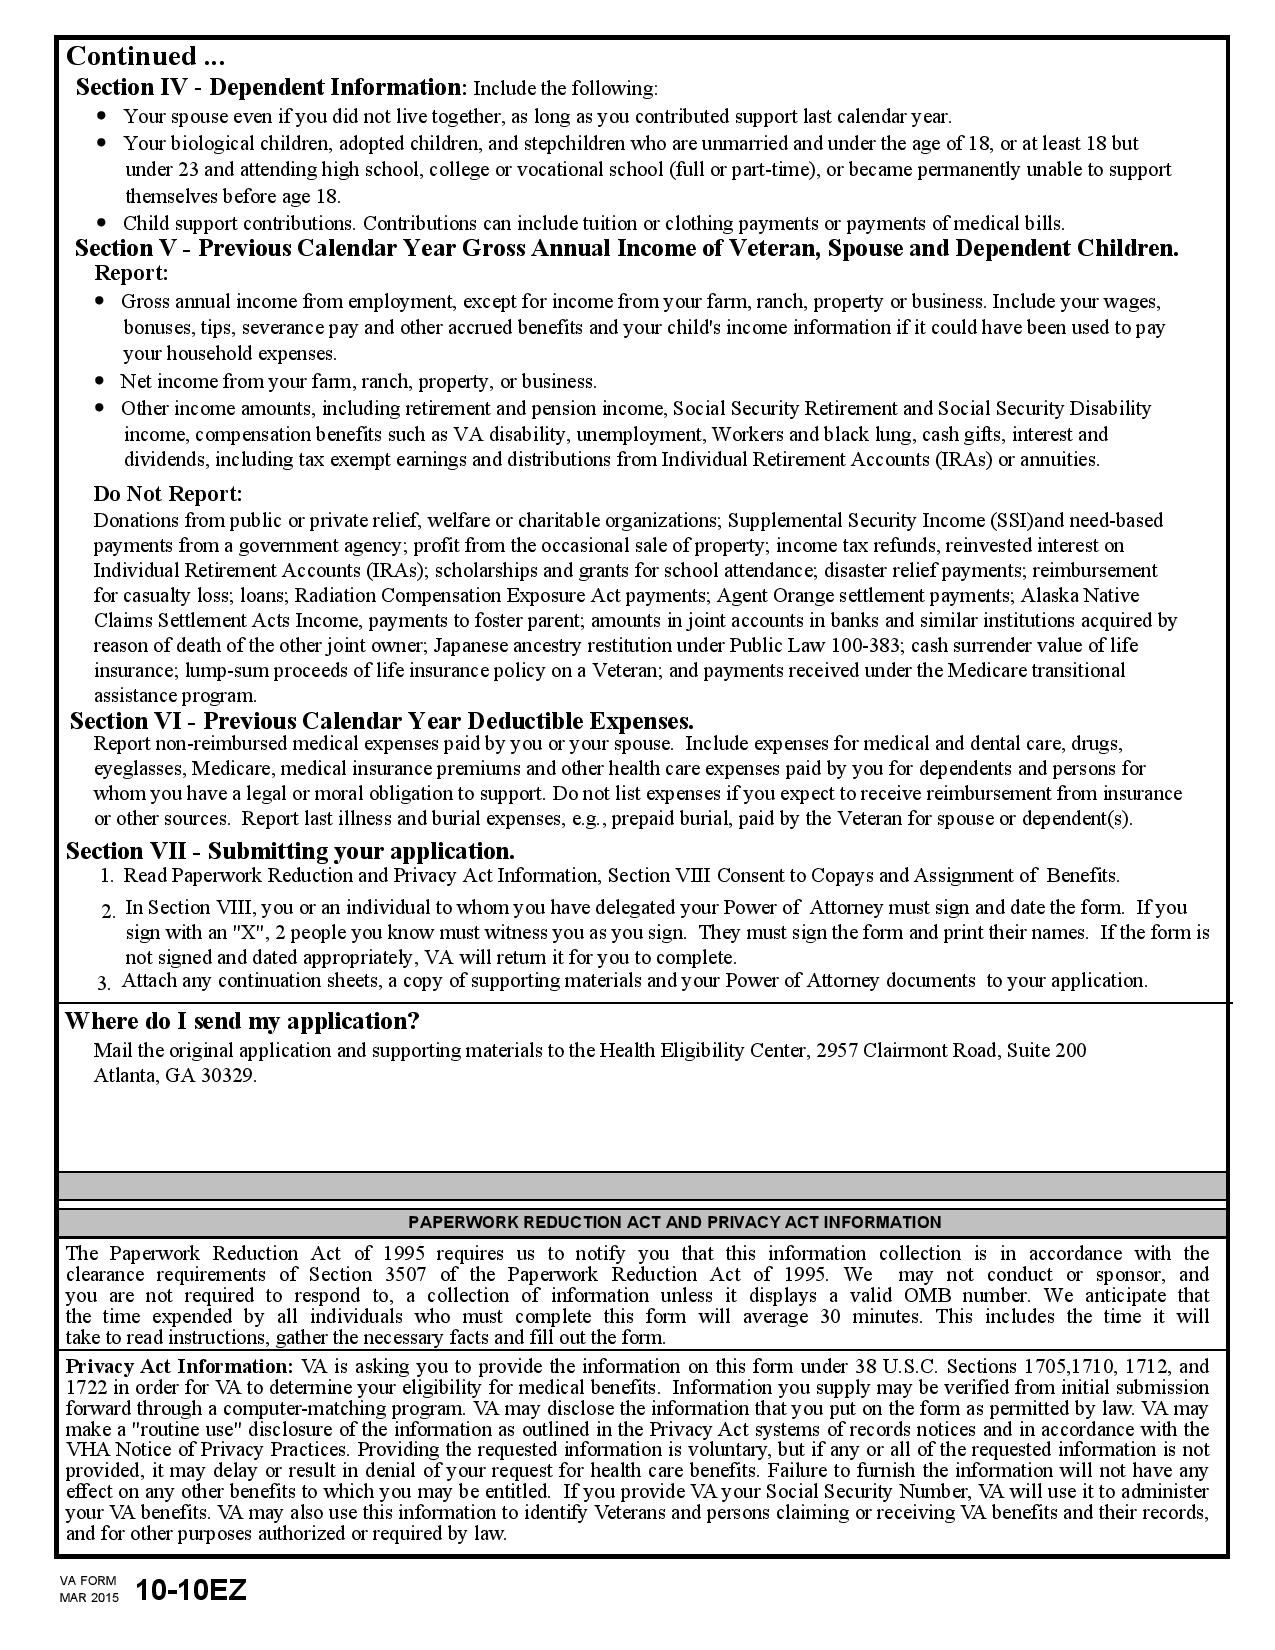 Continued ...
Section IV - Dependent Information: Include the following:
• Your spouse even if you did not live together, as long as you contributed support last calendar year.
• Your biological children, adopted children, and stepchildren who are unmarried and under the age of 18, or at least 18 but
under 23 and attending high school, college or vocational school (full or part-time), or became permanently unable to support
themselves before age 18.
• Child support contributions. Contributions can include tuition or clothing payments or payments of medical bills.
Section V - Previous Calendar Year Gross Annual Income of Veteran, Spouse and Dependent Children.
Report:
• Gross annual income from employment, except for income from your farm, ranch, property or business. Include your wages,
bonuses, tips, severance pay and other accrued benefits and your child's income information if it could have been used to pay
your household expenses.
• Net income from your farm, ranch, property, or business.
• Other income amounts, including retirement and pension income, Social Security Retirement and Social Security Disability
income, compensation benefits such as VA disability, unemployment, Workers and black lung, cash gifts, interest and
dividends, including tax exempt earnings and distributions from Individual Retirement Accounts (IRAs) or annuities.
Do Not Report:
Donations from public or private relief, welfare or charitable organizations; Supplemental Security Income (SSI)and need-based
payments from a government agency; profit from the occasional sale of property; income tax refunds, reinvested interest on
Individual Retirement Accounts (IRAs); scholarships and grants for school attendance; disaster relief payments; reimbursement
for casualty loss; loans; Radiation Compensation Exposure Act payments; Agent Orange settlement payments; Alaska Native
Claims Settlement Acts Income, payments to foster parent; amounts in joint accounts in banks and similar institutions acquired by
reason of death of the other joint owner; Japanese ancestry restitution under Public Law 100-383; cash surrender value of life
insurance; lump-sum proceeds of life insurance policy on a Veteran; and payments received under the Medicare transitional
assistance program.
Section VI - Previous Calendar Year Deductible Expenses.
Report non-reimbursed medical expenses paid by you or your spouse. Include expenses for medical and dental care, drugs,
eyeglasses, Medicare, medical insurance premiums and other health care expenses paid by you for dependents and persons for
whom you have a legal or moral obligation to support. Do not list expenses if you expect to receive reimbursement from insurance
or other sources. Report last illness and burial expenses, e.g., prepaid burial, paid by the Veteran for spouse or dependent(s).
Section VII - Submitting your application.
1. Read Paperwork Reduction and Privacy Act Information, Section VIII Consent to Copays and Assignment of Benefits.
2. In Section VIII, you or an individual to whom you have delegated your Power of Attorney must sign and date the form. If you
sign with an "X", 2 people you know must witness you as you sign. They must sign the form and print their names. If the form is
not signed and dated appropriately, VA will return it for you to complete.
3. Attach any continuation sheets, a copy of supporting materials and your Power of Attorney documents to your application.
Where do I send my application?
Mail the original application and supporting materials to the Health Eligibility Center, 2957 Clairmont Road, Suite 200
Atlanta, GA 30329.
PAPERWORK REDUCTION ACT AND PRIVACY ACT INFORMATION
The Paperwork Reduction Act of 1995 requires us to notify you that this information collection is in accordance with the
clearance requirements of Section 3507 of the Paperwork Reduction Act of 1995. We may not conduct or sponsor, and
you are not required to respond to, a collection of information unless it displays a valid OMB number. We anticipate that
the time expended by all individuals who must complete this form will average 30 minutes. This includes the time it will
take to read instructions, gather the necessary facts and fill out the form.
Privacy Act Information: VA is asking you to provide the information on this form under 38 U.S.C. Sections 1705,1710, 1712, and
1722 in order for VA to determine your eligibility for medical benefits. Information you supply may be verified from initial submission
forward through a computer-matching program. VA may disclose the information that you put on the form as permitted by law. VA may
make a "routine use" disclosure of the information as outlined in the Privacy Act systems of records notices and in accordance with the
VHA Notice of Privacy Practices. Providing the requested information is voluntary, but if any or all of the requested information is not
provided, it may delay or result in denial of your request for health care benefits. Failure to furnish the information will not have any
effect on any other benefits to which you may be entitled. If you provide VA your Social Security Number, VA will use it to administer
your VA benefits. VA may also use this information to identify Veterans and persons claiming or receiving VA benefits and their records,
and for other purposes authorized or required by law.
VA FORM
MAR 2015 10-10EZ